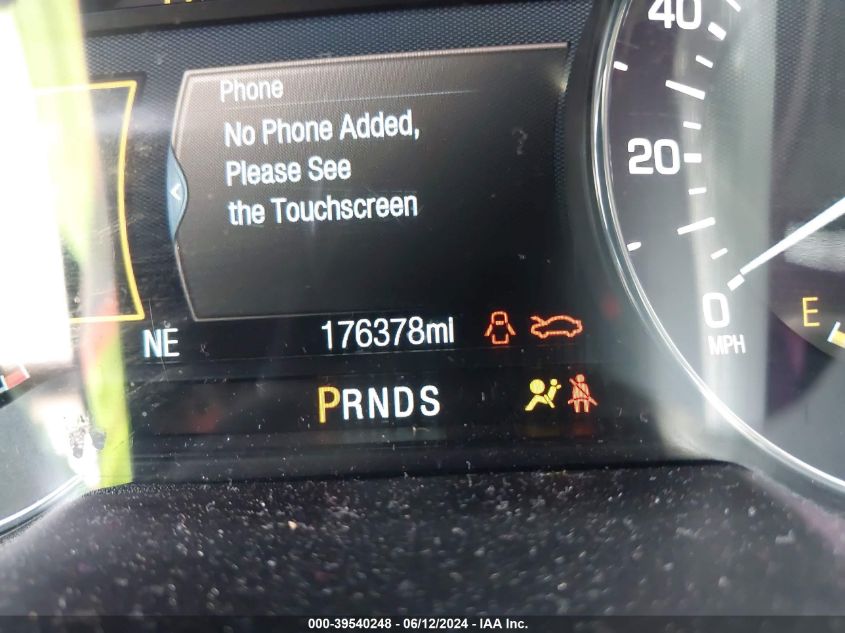 40
Phone
No Phone Added,
Please See
the Touchscreen
20
NE
176378ml
0
MPH
E
PRNDS
000-39540248 - 06/12/2024 - IAA Inc.